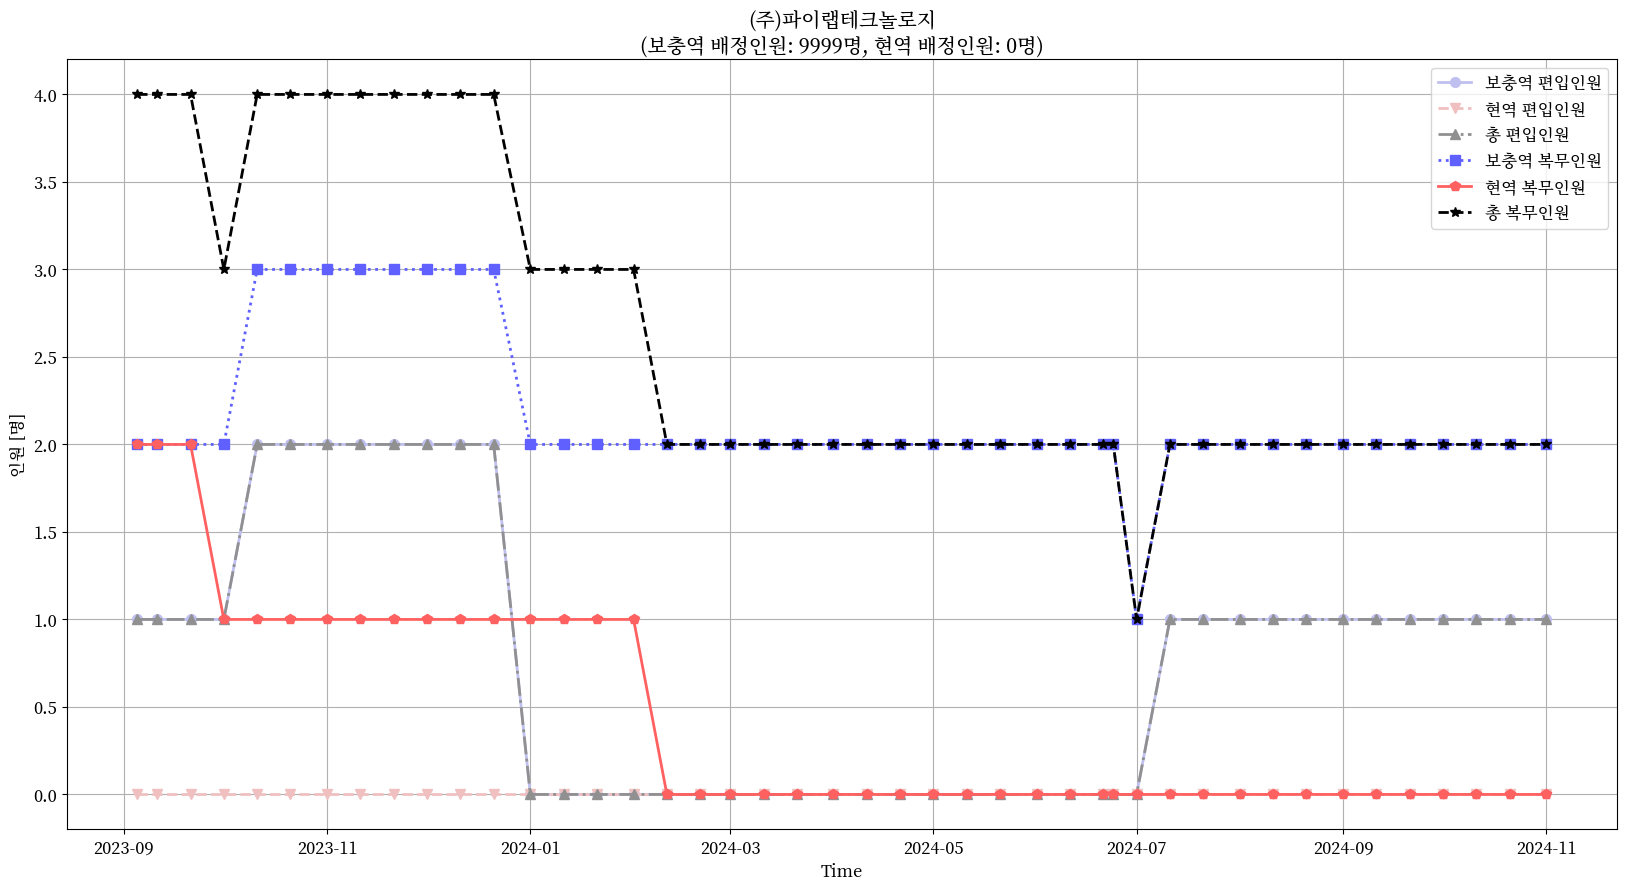 (주)파이랩테크놀로지
(보충역 배정인원: 9999명, 현역 배정인원: 0명)
보충역 편입인원
현역 편입인원
총 편입인원
보충역 복무인원
현역 복무인원
총 복무인원
4.0
3.5
3.0
2.5
2.0
1.5
1.0
0.5
0.0
인원 [명]
2023-09 2023-11 2024-01 2024-03 2024-05 2024-07 2024-09 2024-11
Time